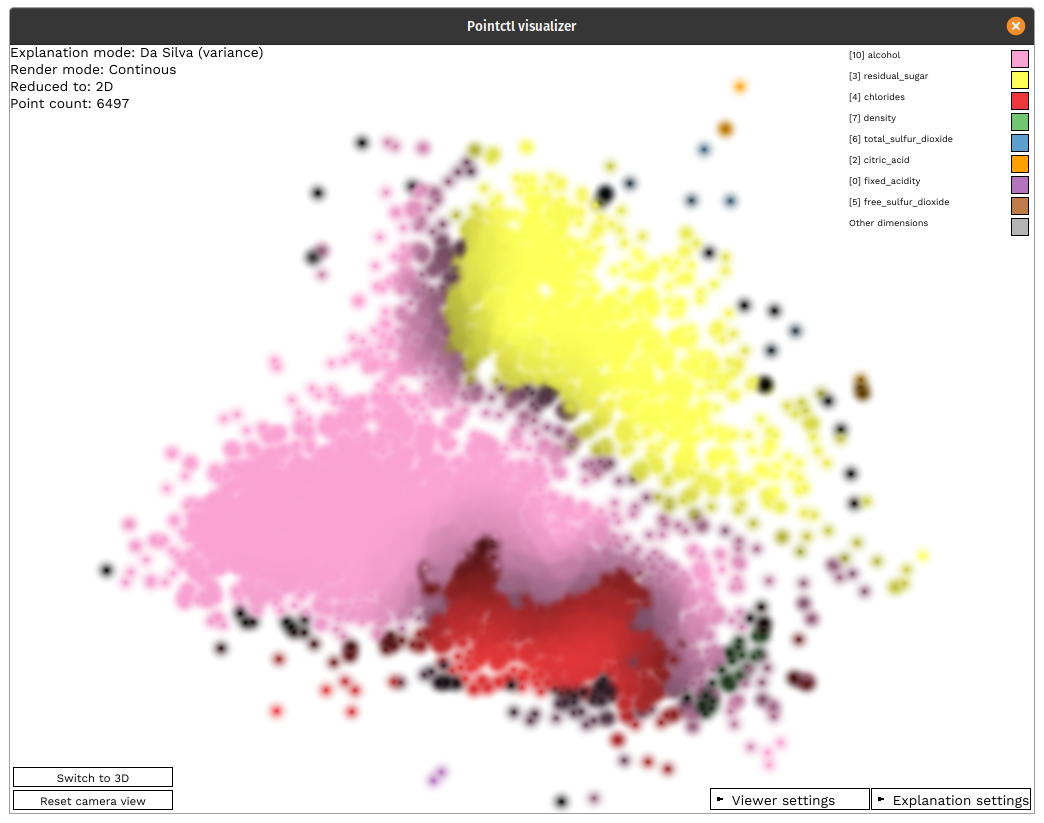 Pointctl visualizer
Explanation mode: Da Silva (variance)
Render mode: Continous
Reduced to: 2D
Point count: 6497
[10] alcohol
[3] residual_sugar
[4] chlorides
[7] density
[6] total_sulfur_dioxide
[2] citric_acid
[0] fixed_acidity
[5] free_sulfur_dioxide
Other dimensions
Switch to 3D
Reset camera view
Viewer settings
Explanation settings